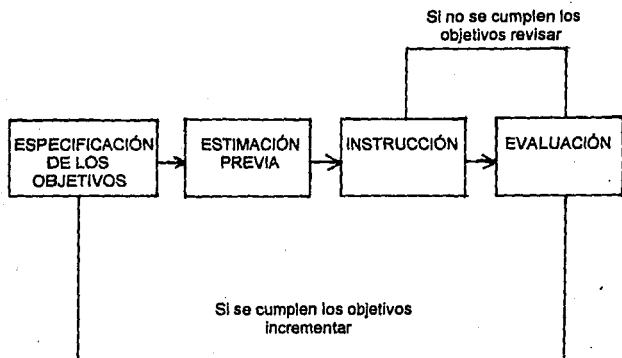 Si no se cumplen los
objetivos revisar
ESPECIFICACIÓN
DE LOS
OBJETIVOS
ESTIMACIÓN
PREVIA
INSTRUCCIÓN
EVALUACIÓN
Si se cumplen los objetivos
incrementar